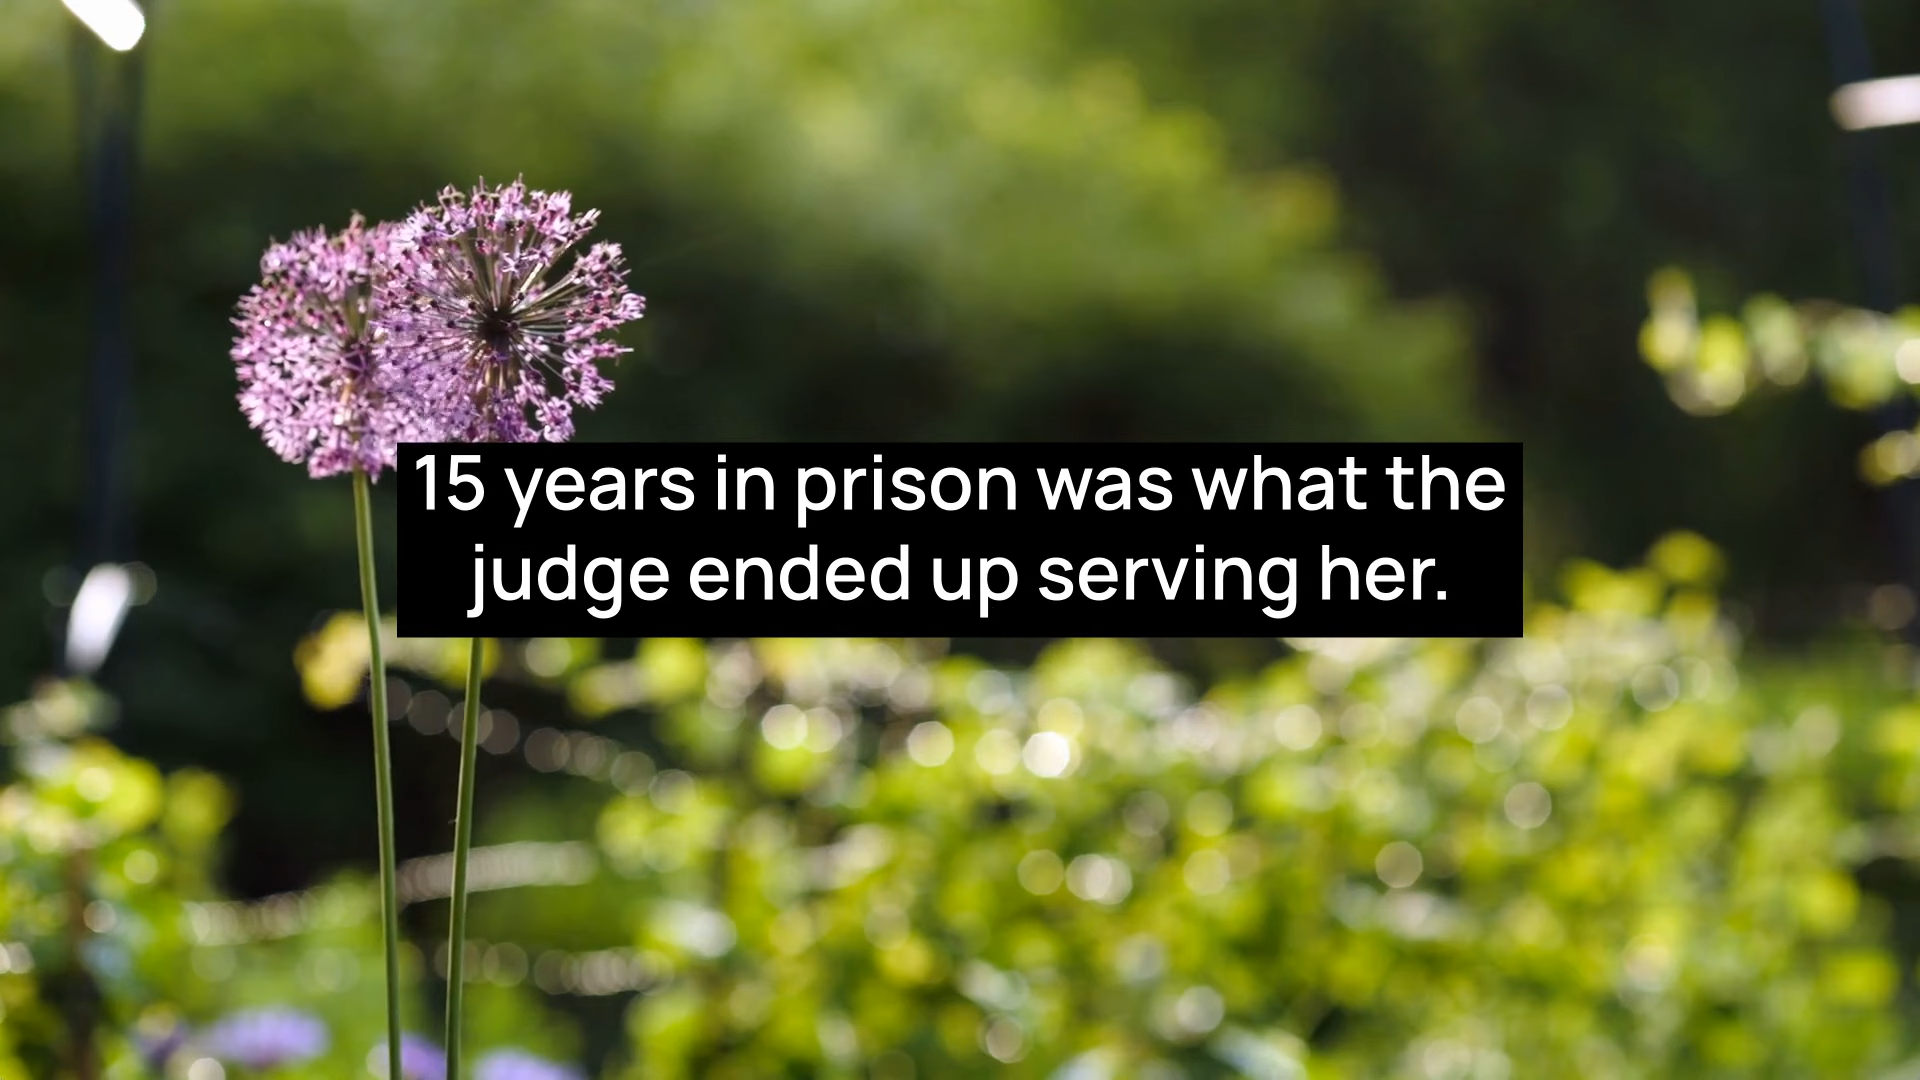 15 years in prison was what the
judge ended up serving her.